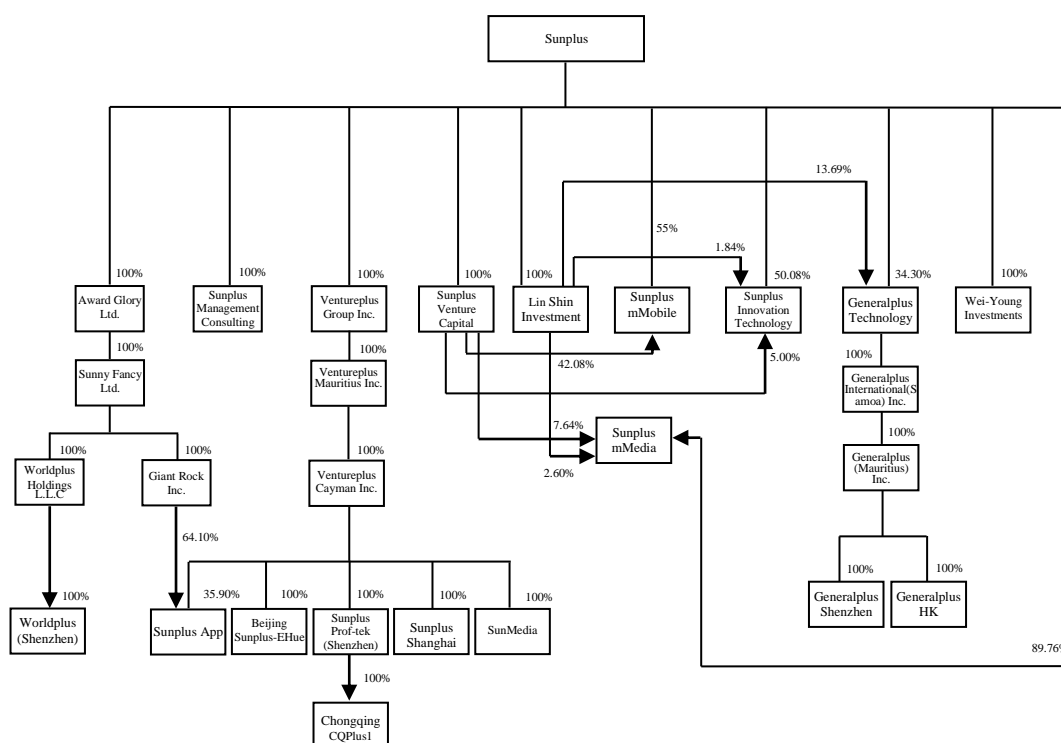 Sunplus
13.69%
55%
1.84%
100%
100%
100%
100%
50.08%
34.30%
100%
Award Glory
Ltd.
Sunplus
Management
Consulting
Ventureplus
Group Inc.
Sunplus
Venture
Capital
Lin Shin
Investment
Sunplus
mMobile
Sunplus
Innovation
Technology
Generalplus
Technology
Wei-Young
Investments
100%
100%
42.08%
5.00%
100%
Sunny Fancy
Ltd.
Ventureplus
Mauritius Inc.
Generalplus
International(S
amoa) Inc.
100%
100%
100%
7.64%
100%
Worldplus
Holdings
L.L.C
Giant Rock
Inc.
Ventureplus
Cayman Inc.
2.60%
Sunplus
mMedia
Generalplus
(Mauritius)
Inc.
64.10%
100%
100%
100%
35.90%
100%
100%
100%
100%
Generalplus
Shenzhen
Generalplus
HK
Worldplus
(Shenzhen)
Sunplus App
Beijing
Sunplus-EHue
Sunplus
Prof-tek
(Shenzhen)
Sunplus
Shanghai
SunMedia
89.76%
100%
Chongqing
CQPlus1